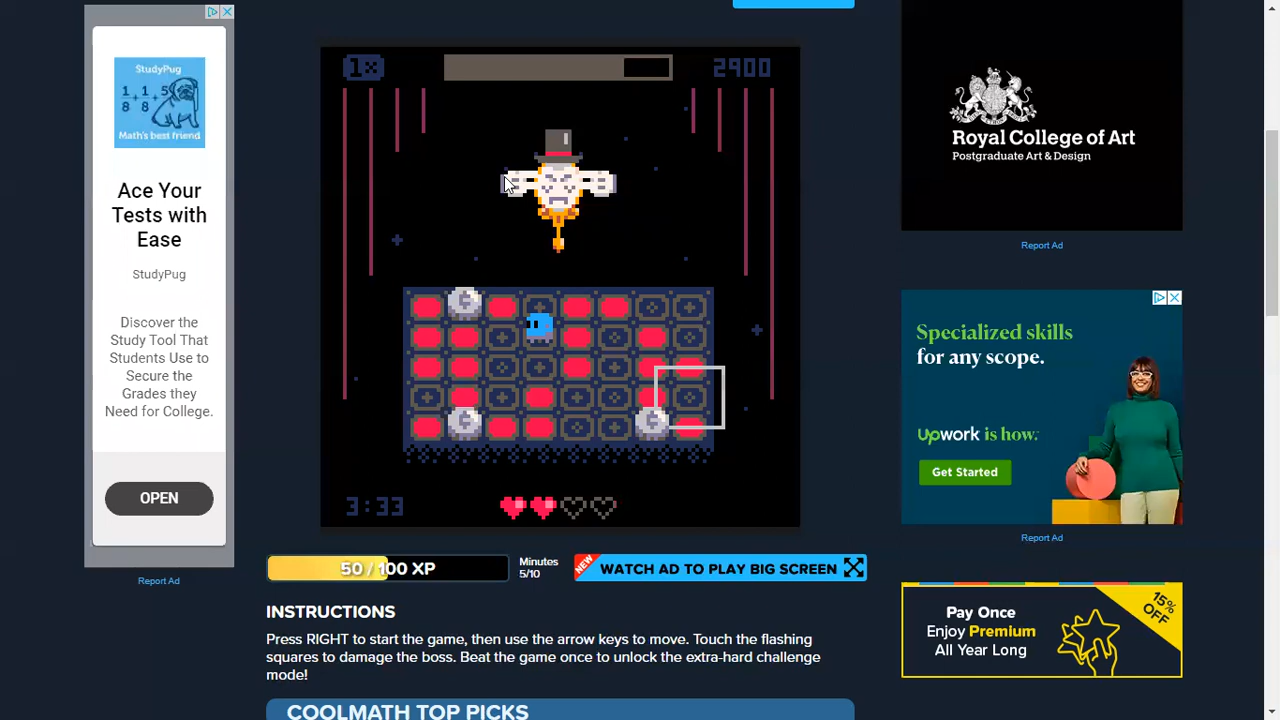 StudyPug
Math's best friend
Ace Your
Tests with
Ease
StudyPug
Discover the
Study Tool That
Students Use to
Secure the
Grades they
Need for College.
OPEN
Report Ad
1x
2900
3:33
50 / 100 XP
Minutes
5/10
NEW
WATCH AD TO PLAY BIG SCREEN
INSTRUCTIONS
Press RIGHT to start the game, then use the arrow keys to move. Touch the flashing
squares to damage the boss. Beat the game once to unlock the extra-hard challenge
mode!
COOLMATH TOP PICKS
Royal College of Art
Postgraduate Art & Design
Report Ad
Specialized skills
for any scope.
upwork is how.
Get Started
Report Ad
Pay Once
Enjoy Premium
All Year Long
15%
OFF